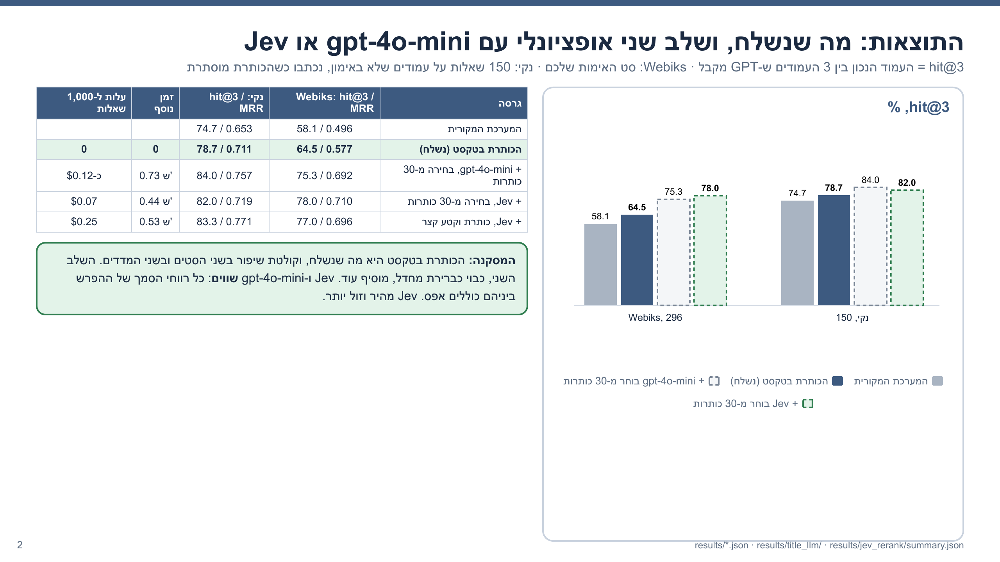 התוצאות: מה שנשלח, ושלב שני אופציונלי עם gpt-4o-mini או Jev
hit@3 = העמוד הנכון בין 3 העמודים ש-GPT מקבל · Webiks: סט האימות שלכם · נקי: 150 שאלות על עמודים שלא באימון, נכתבו כשהכותרת מוסתרת
hit@3, %
74.7 78.7 84.0 82.0
58.1 64.5 75.3 78.0
נקי, 150
Webiks, 296
המערכת המקורית
הכותרת בטקסט (נשלח)
+ gpt-4o-mini בוחר מ-30 כותרות
+ Jev בוחר מ-30 כותרות
גרסה | Webiks: hit@3 / MRR | נקי: hit@3 / MRR | זמן נוסף | עלות ל-1,000 שאלות
המערכת המקורית | 58.1 / 0.496 | 74.7 / 0.653
הכותרת בטקסט (נשלח) | 64.5 / 0.577 | 78.7 / 0.711 | 0 | 0
+ gpt-4o-mini, בחירה מ-30 כותרות | 75.3 / 0.692 | 84.0 / 0.757 | 0.73 ש' | כ-$0.12
+ Jev, בחירה מ-30 כותרות | 78.0 / 0.710 | 82.0 / 0.719 | 0.44 ש' | $0.07
+ Jev, כותרת וקטע קצר | 77.0 / 0.696 | 83.3 / 0.771 | 0.53 ש' | $0.25
המסקנה: הכותרת בטקסט היא מה שנשלח, וקולטת שיפור בשני הסטים ובשני המדדים. השלב
השני, כבוי כברירת מחדל, מוסיף עוד. Jev ו-gpt-4o-mini שווים: כל רווחי הסמך של ההפרש
ביניהם כוללים אפס. Jev מהיר וזול יותר.
results/*.json · results/title_llm/ · results/jev_rerank/summary.json
2